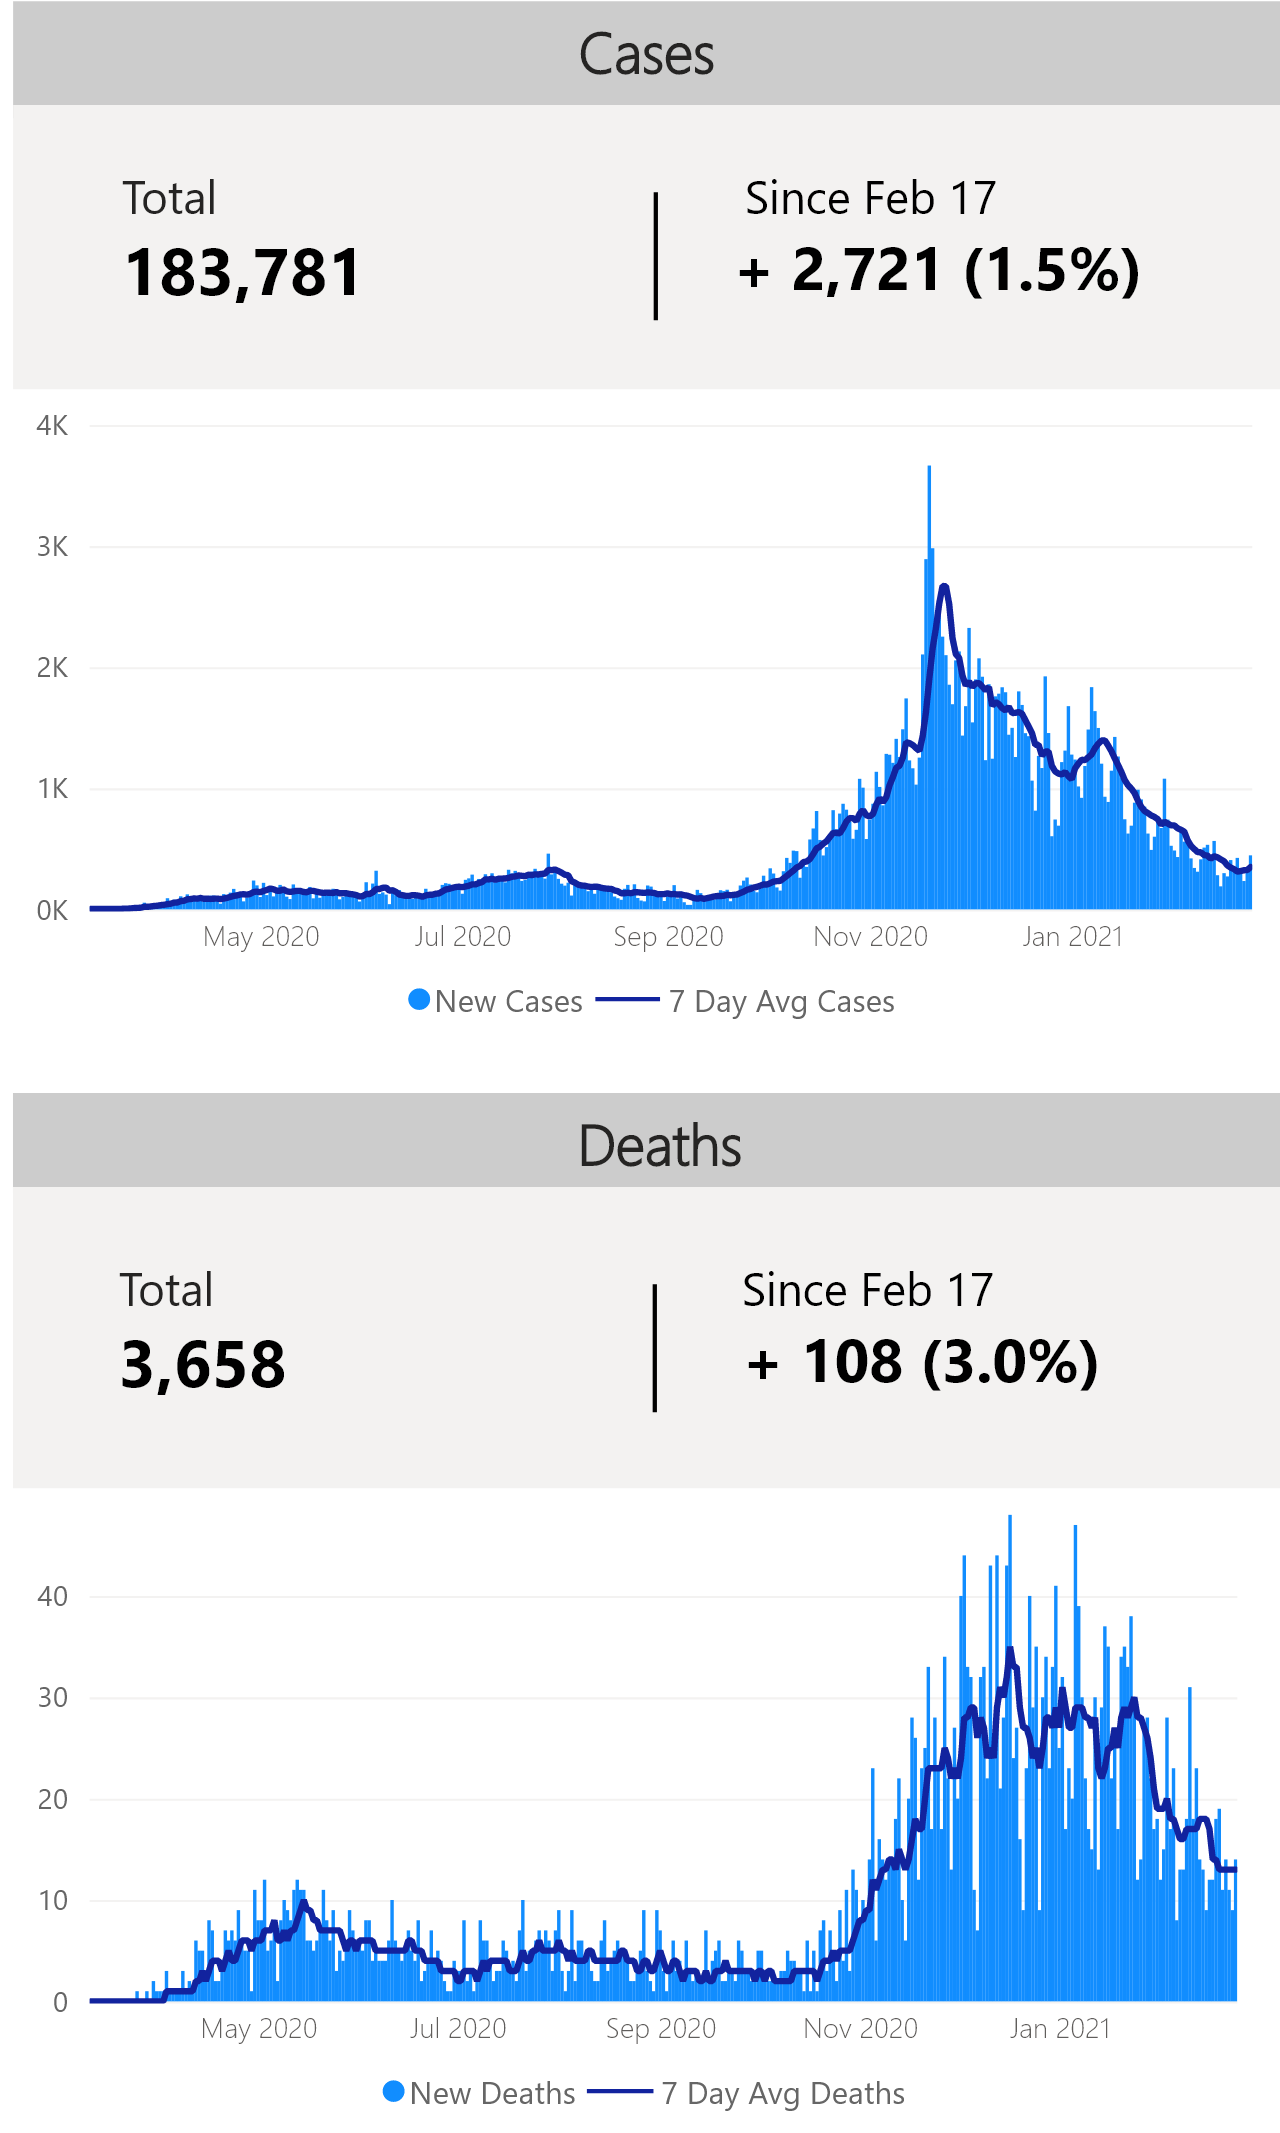 Cases
Total
Since Feb 17
183,781
+ 2,721 (1.5%)
4K
3K
2K
1K
0K
May 2020
Jul 2020
Sep 2020
Nov 2020
Jan 2021
New Cases
7 Day Avg Cases
Deaths
Total
Since Feb 17
3,658
+ 108 (3.0%)
40
30
20
10
0
May 2020
Jul 2020
Sep 2020
Nov 2020
Jan 2021
New Deaths
7 Day Avg Deaths